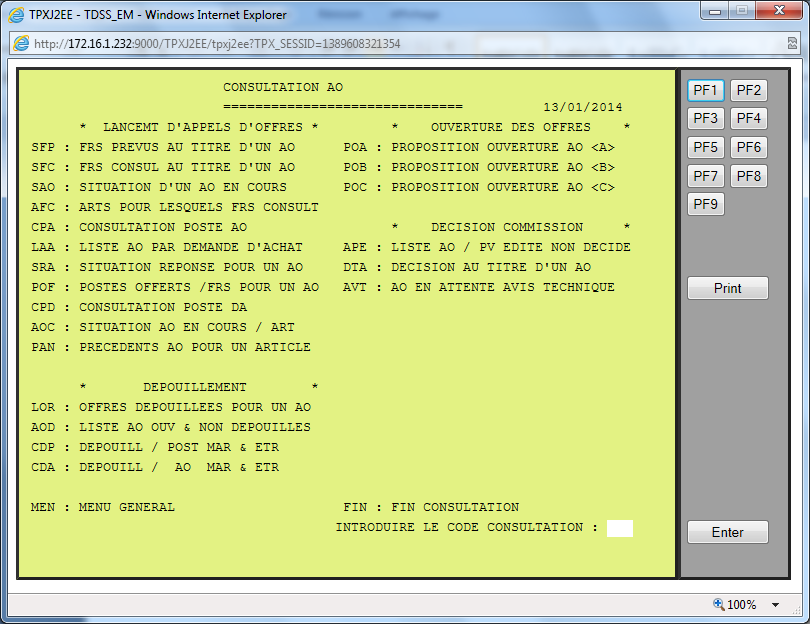 TPXJ2EE - TDSS_EM - Windows Internet Explorer
http://172.16.1.232:9000/TPXJ2EE/tpxj2ee?TPX_SESSID=1389608321354
CONSULTATION AO
==============================          13/01/2014
*  LANCEMT D'APPELS D'OFFRES *         *    OUVERTURE DES OFFRES    *
SFP : FRS PREVUS AU TITRE D'UN AO      POA : PROPOSITION OUVERTURE AO <A>
SFC : FRS CONSUL AU TITRE D'UN AO      POB : PROPOSITION OUVERTURE AO <B>
SAO : SITUATION D'UN AO EN COURS       POC : PROPOSITION OUVERTURE AO <C>
AFC : ARTS POUR LESQUELS FRS CONSULT
CPA : CONSULTATION POSTE AO                  *    DECISION COMMISSION     *
LAA : LISTE AO PAR DEMANDE D'ACHAT     APE : LISTE AO / PV EDITE NON DECIDE
SRA : SITUATION REPONSE POUR UN AO     DTA : DECISION AU TITRE D'UN AO
POF : POSTES OFFERTS /FRS POUR UN AO   AVT : AO EN ATTENTE AVIS TECHNIQUE
CPD : CONSULTATION POSTE DA
AOC : SITUATION AO EN COURS / ART
PAN : PRECEDENTS AO POUR UN ARTICLE
*       DEPOUILLEMENT        *
LOR : OFFRES DEPOUILLEES POUR UN AO
AOD : LISTE AO OUV & NON DEPOUILLES
CDP : DEPOUILL / POST MAR & ETR
CDA : DEPOUILL /  AO  MAR & ETR
MEN : MENU GENERAL                     FIN : FIN CONSULTATION
INTRODUIRE LE CODE CONSULTATION :
PF1 PF2
PF3 PF4
PF5 PF6
PF7 PF8
PF9
Print
Enter
100%